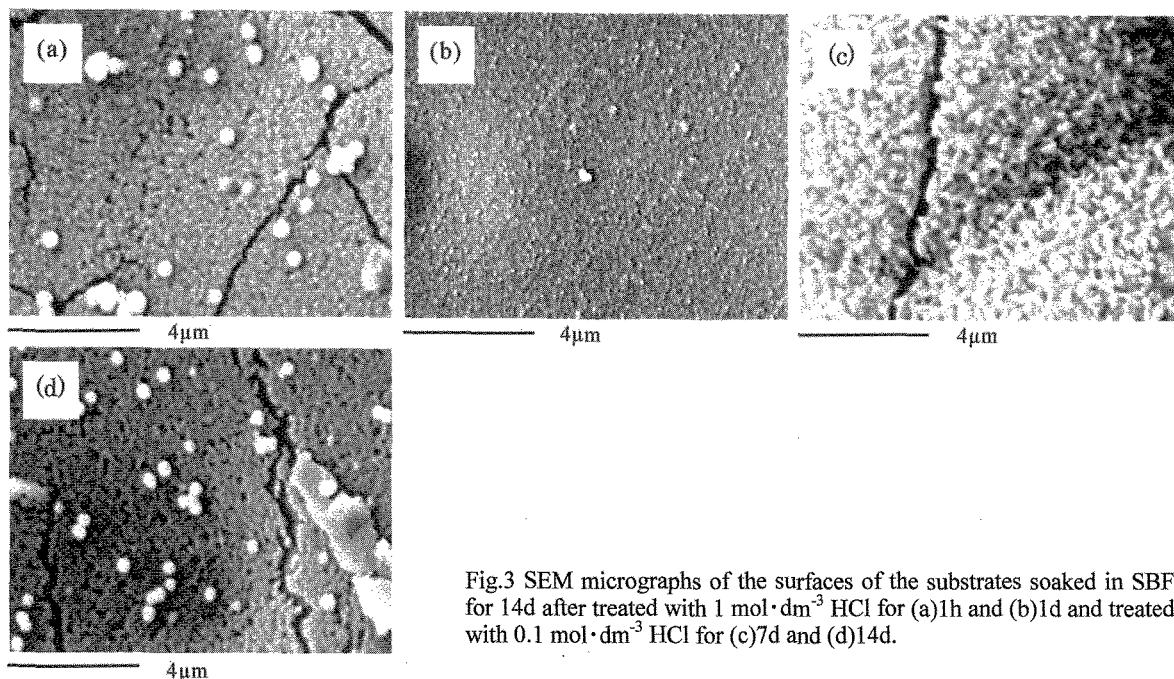 (a)
(b)
(c)
4μm
4μm
4μm
(d)
4μm
Fig.3 SEM micrographs of the surfaces of the substrates soaked in SBF
for 14d after treated with 1 mol·dm⁻³ HCl for (a)1h and (b)1d and treated
with 0.1 mol·dm⁻³ HCl for (c)7d and (d)14d.